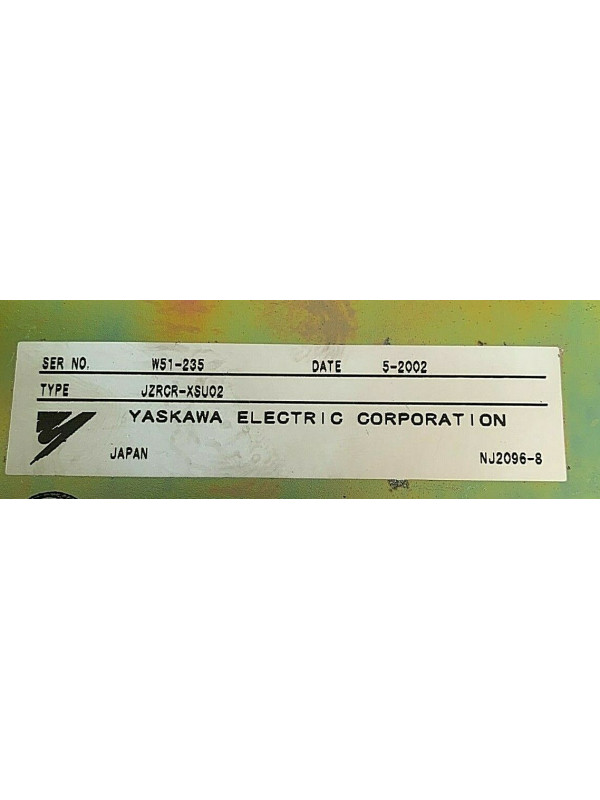 SER NO. W51-235 DATE 5-2002
TYPE JZRCR-XSU02
YASKAWA ELECTRIC CORPORATION
JAPAN NJ2096-8